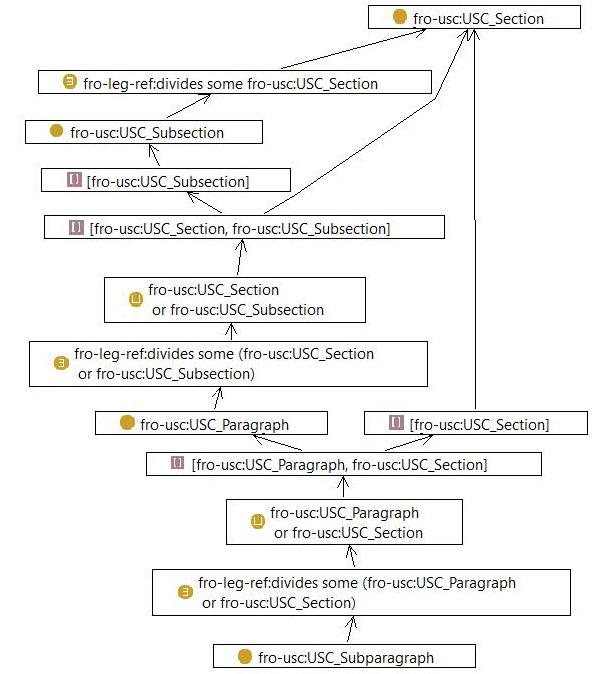 fro-usc:USC_Section
fro-leg-ref:divides some fro-usc:USC_Section
fro-usc:USC_Subsection
[fro-usc:USC_Subsection]
[fro-usc:USC_Section, fro-usc:USC_Subsection]
fro-usc:USC_Section
or fro-usc:USC_Subsection
fro-leg-ref:divides some (fro-usc:USC_Section
or fro-usc:USC_Subsection)
fro-usc:USC_Paragraph
[fro-usc:USC_Section]
[fro-usc:USC_Paragraph, fro-usc:USC_Section]
fro-usc:USC_Paragraph
or fro-usc:USC_Section
fro-leg-ref:divides some (fro-usc:USC_Paragraph
or fro-usc:USC_Section)
fro-usc:USC_Subparagraph